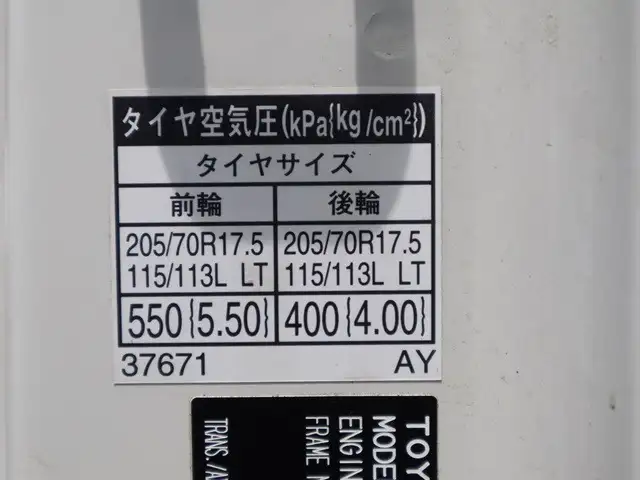 タイヤ空気圧(kPa{kg/cm²})
タイヤサイズ
前輪 後輪
205/70R17.5 205/70R17.5
115/113L LT 115/113L LT
550{5.50} 400{4.00}
37671 AY
TOY
MODE
ENGIN
FRAME N
TRANS./A